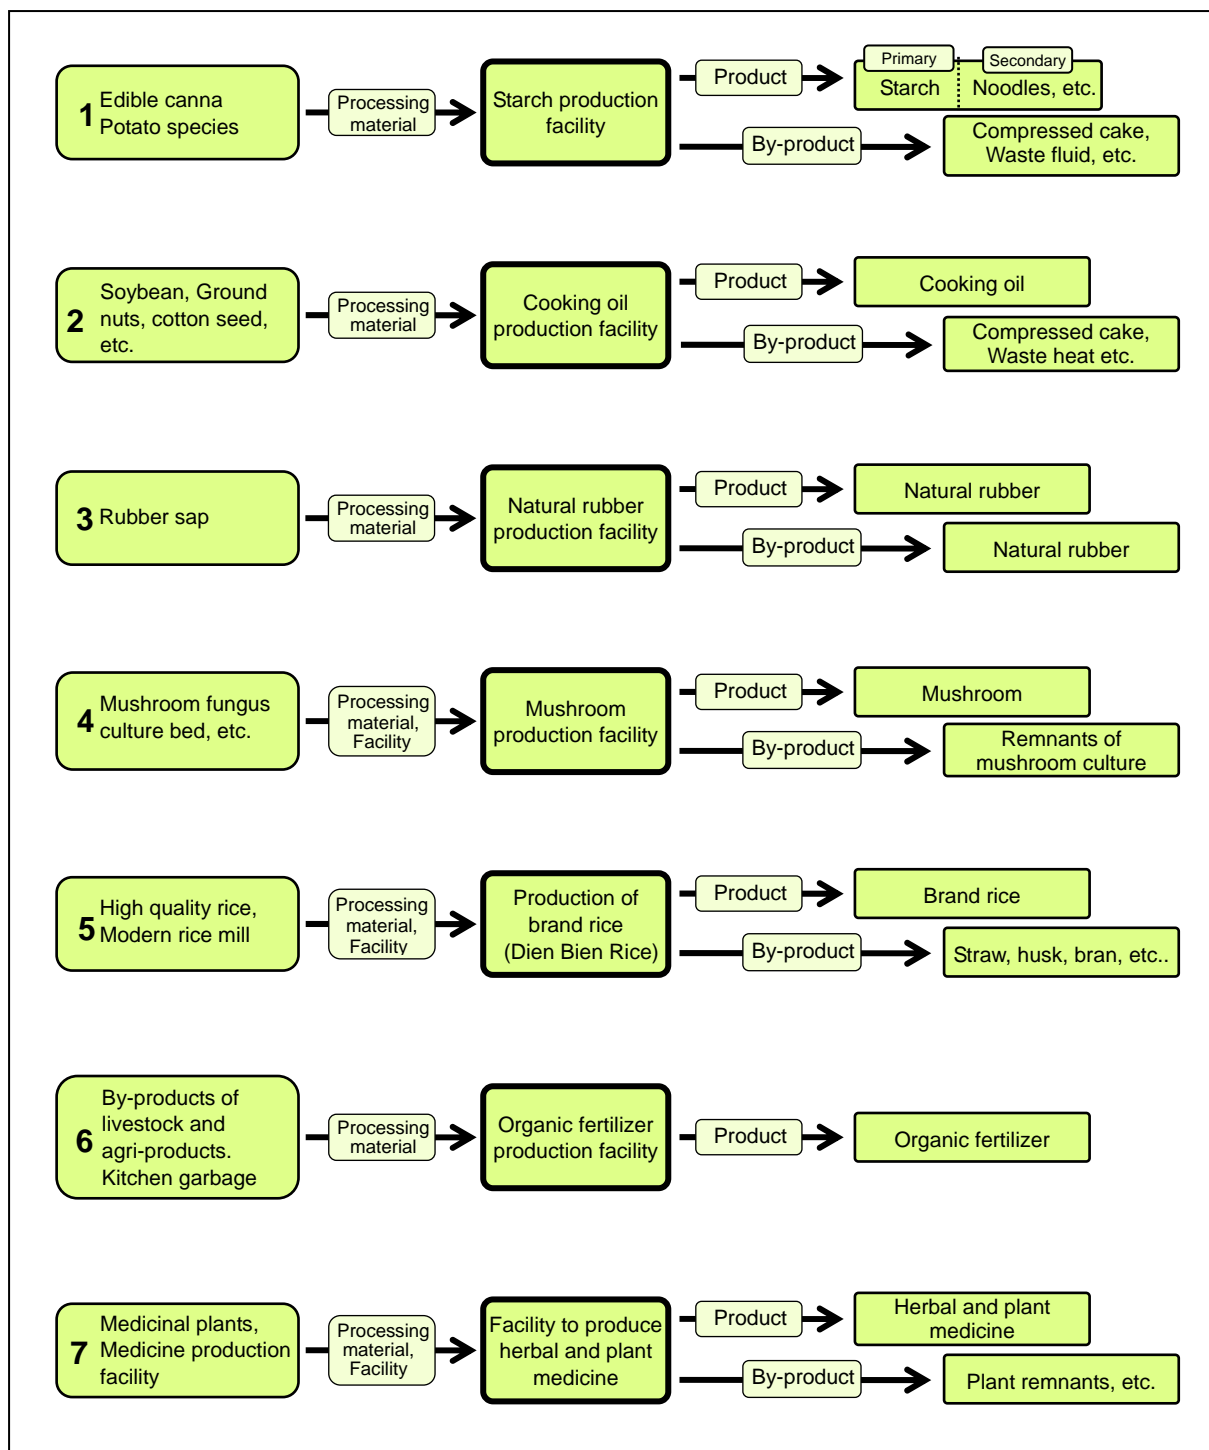 1
Edible canna
Potato species
Processing
material
Starch production
facility
Product
Primary
Secondary
Starch
Noodles, etc.
By-product
Compressed cake,
Waste fluid, etc.
2
Soybean, Ground
nuts, cotton seed,
etc.
Processing
material
Cooking oil
production facility
Product
Cooking oil
By-product
Compressed cake,
Waste heat etc.
3
Rubber sap
Processing
material
Natural rubber
production facility
Product
Natural rubber
By-product
Natural rubber
4
Mushroom fungus
culture bed, etc.
Processing
material,
Facility
Mushroom
production facility
Product
Mushroom
By-product
Remnants of
mushroom culture
5
High quality rice,
Modern rice mill
Processing
material,
Facility
Production of
brand rice
(Dien Bien Rice)
Product
Brand rice
By-product
Straw, husk, bran, etc..
6
By-products of
livestock and
agri-products.
Kitchen garbage
Processing
material
Organic fertilizer
production facility
Product
Organic fertilizer
7
Medicinal plants,
Medicine production
facility
Processing
material,
Facility
Facility to produce
herbal and plant
medicine
Product
Herbal and plant
medicine
By-product
Plant remnants, etc.